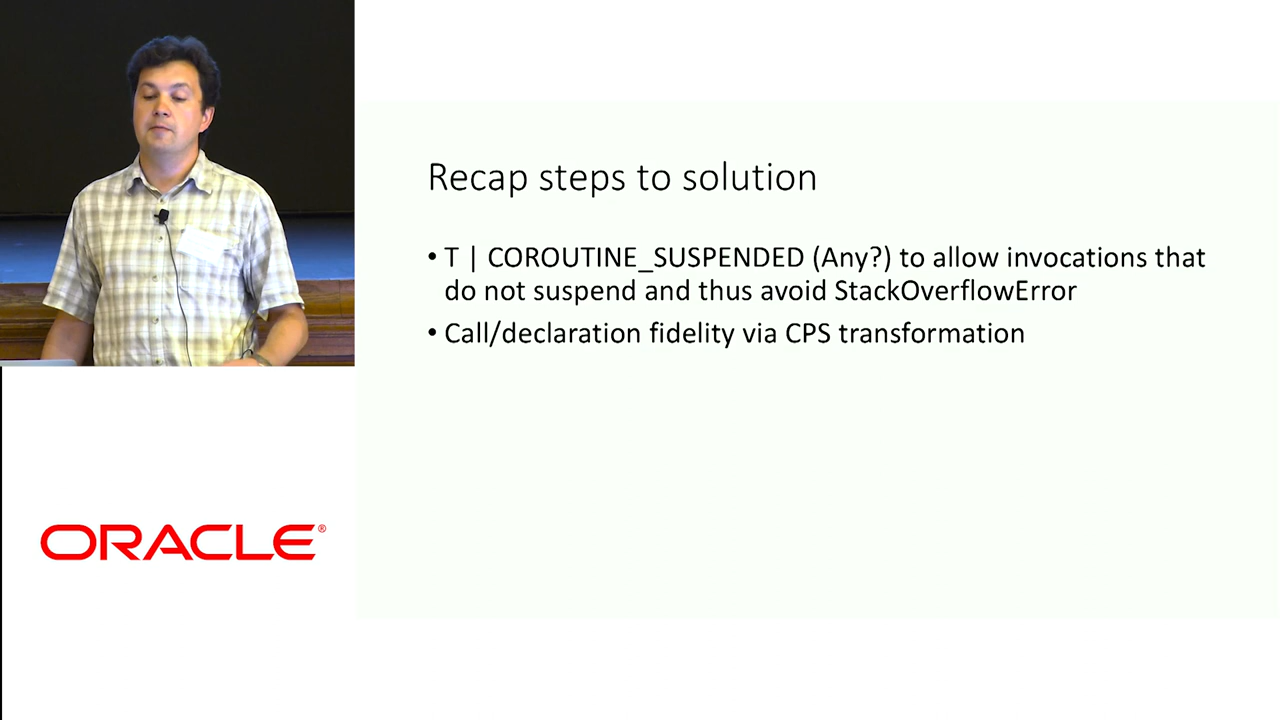 Recap steps to solution
• T | COROUTINE_SUSPENDED (Any?) to allow invocations that
do not suspend and thus avoid StackOverflowError
• Call/declaration fidelity via CPS transformation
ORACLE®